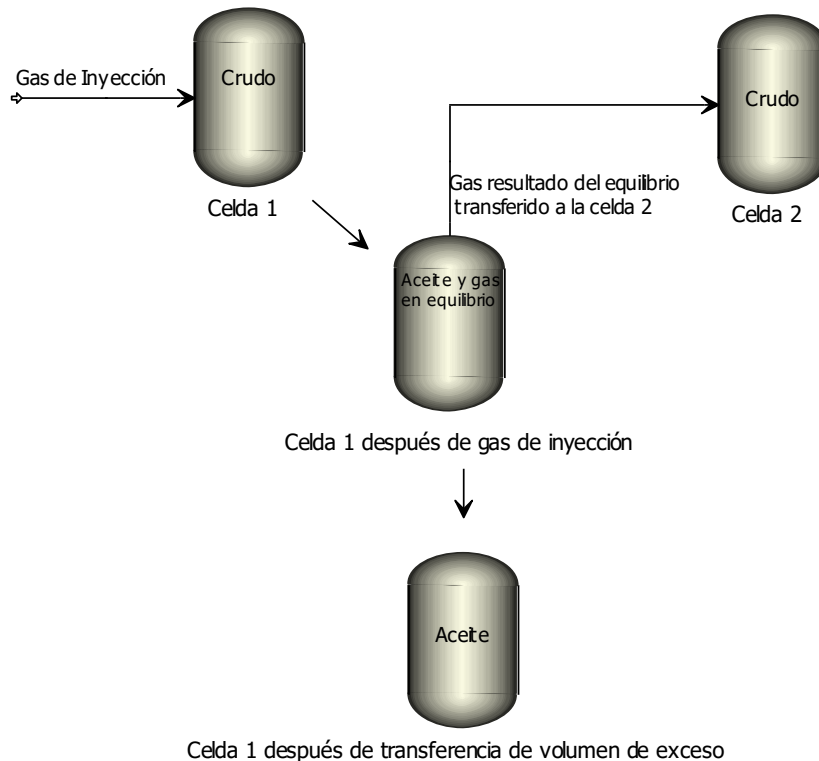 Gas de Inyección
Crudo
Crudo
Celda 1
Celda 2
Gas resultado del equilibrio
transferido a la celda 2
Aceite y gas
en equilibrio
Celda 1 después de gas de inyección
Aceite
Celda 1 después de transferencia de volumen de exceso